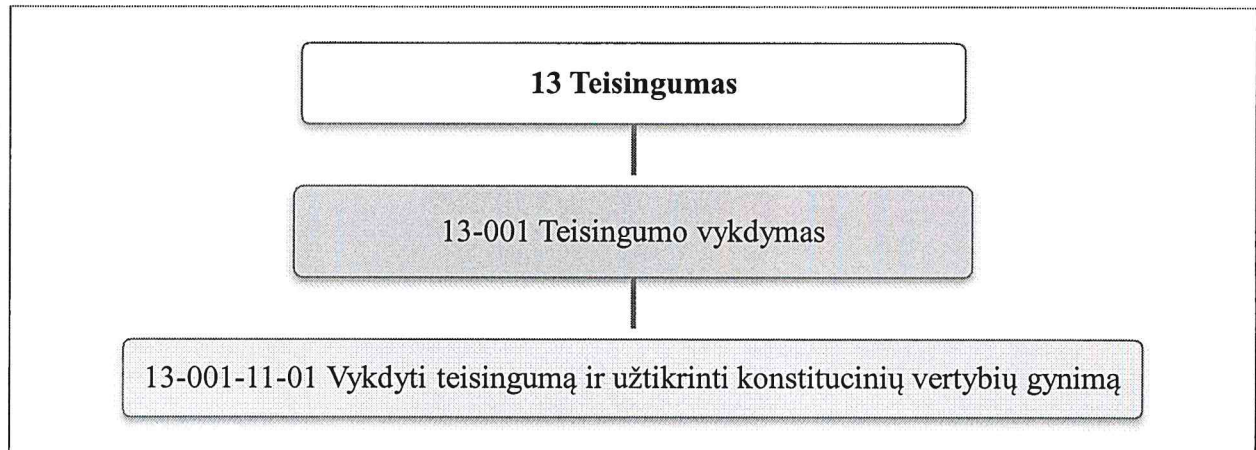 13 Teisingumas
13-001 Teisingumo vykdymas
13-001-11-01 Vykdyti teisingumą ir užtikrinti konstitucinių vertybių gynimą